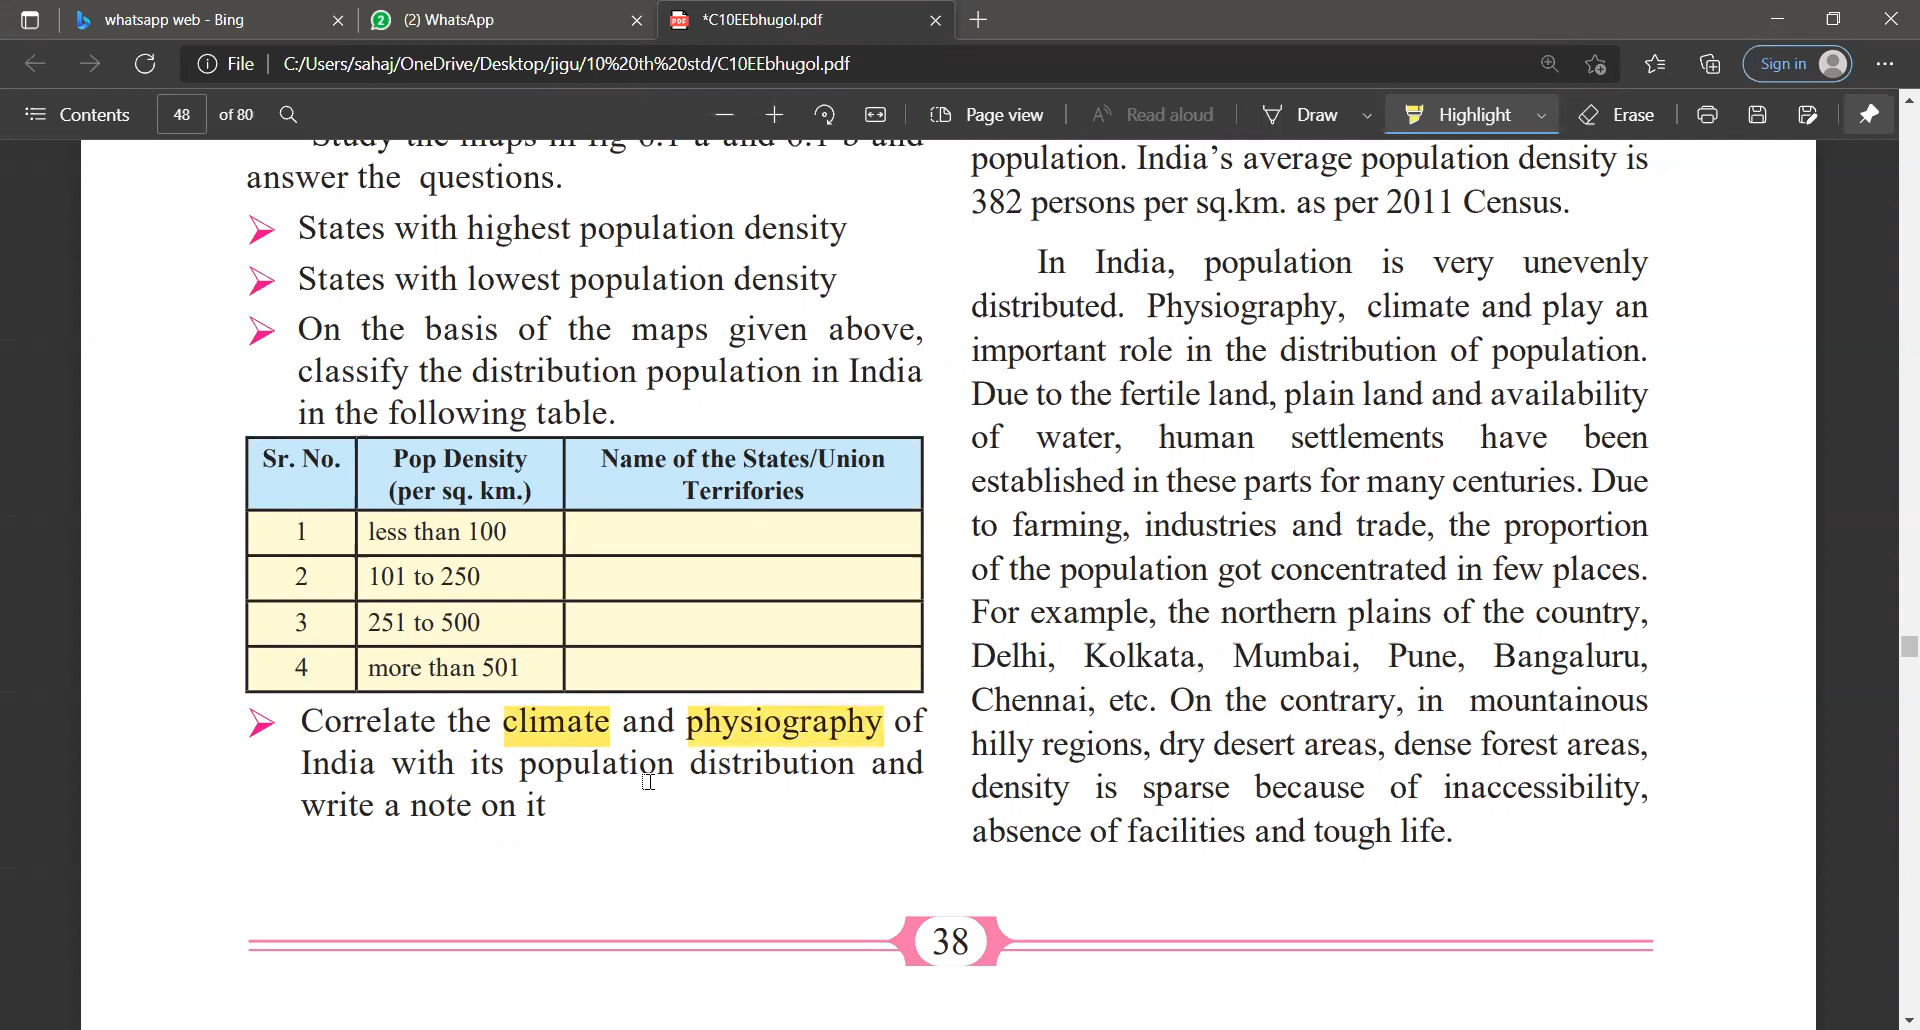 whatsapp web - Bing
(2) WhatsApp
*C10EEbhugol.pdf
File
C:/Users/sahaj/OneDrive/Desktop/jigu/10%20th%20std/C10EEbhugol.pdf
Sign in
Contents
48
of 80
Page view
Read aloud
Draw
Highlight
Erase
Study the maps in fig 6.1 a and 6.1 b and
answer the questions.
States with highest population density
States with lowest population density
On the basis of the maps given above,
classify the distribution population in India
in the following table.
Sr. No.
Pop Density
(per sq. km.)
Name of the States/Union
Terrifories
1
less than 100
2
101 to 250
3
251 to 500
4
more than 501
Correlate the climate and physiography of
India with its population distribution and
write a note on it
population. India's average population density is
382 persons per sq.km. as per 2011 Census.
In India, population is very unevenly
distributed. Physiography, climate and play an
important role in the distribution of population.
Due to the fertile land, plain land and availability
of water, human settlements have been
established in these parts for many centuries. Due
to farming, industries and trade, the proportion
of the population got concentrated in few places.
For example, the northern plains of the country,
Delhi, Kolkata, Mumbai, Pune, Bangaluru,
Chennai, etc. On the contrary, in mountainous
hilly regions, dry desert areas, dense forest areas,
density is sparse because of inaccessibility,
absence of facilities and tough life.
38